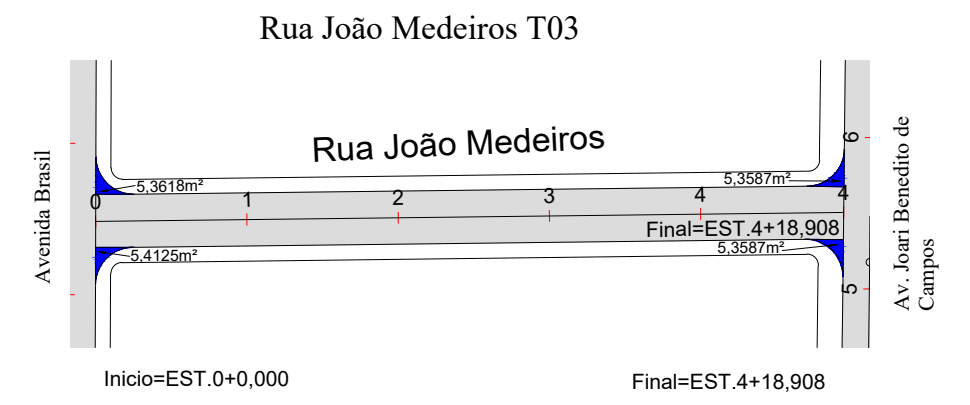 Rua João Medeiros T03
Avenida Brasil
Rua João Medeiros
6
Av. Joari Benedito de
Campos
5,3618m²
5,3587m²
0
1
2
3
4
4
Final=EST.4+18,908
5,4125m²
5,3587m²
5
Inicio=EST.0+0,000
Final=EST.4+18,908